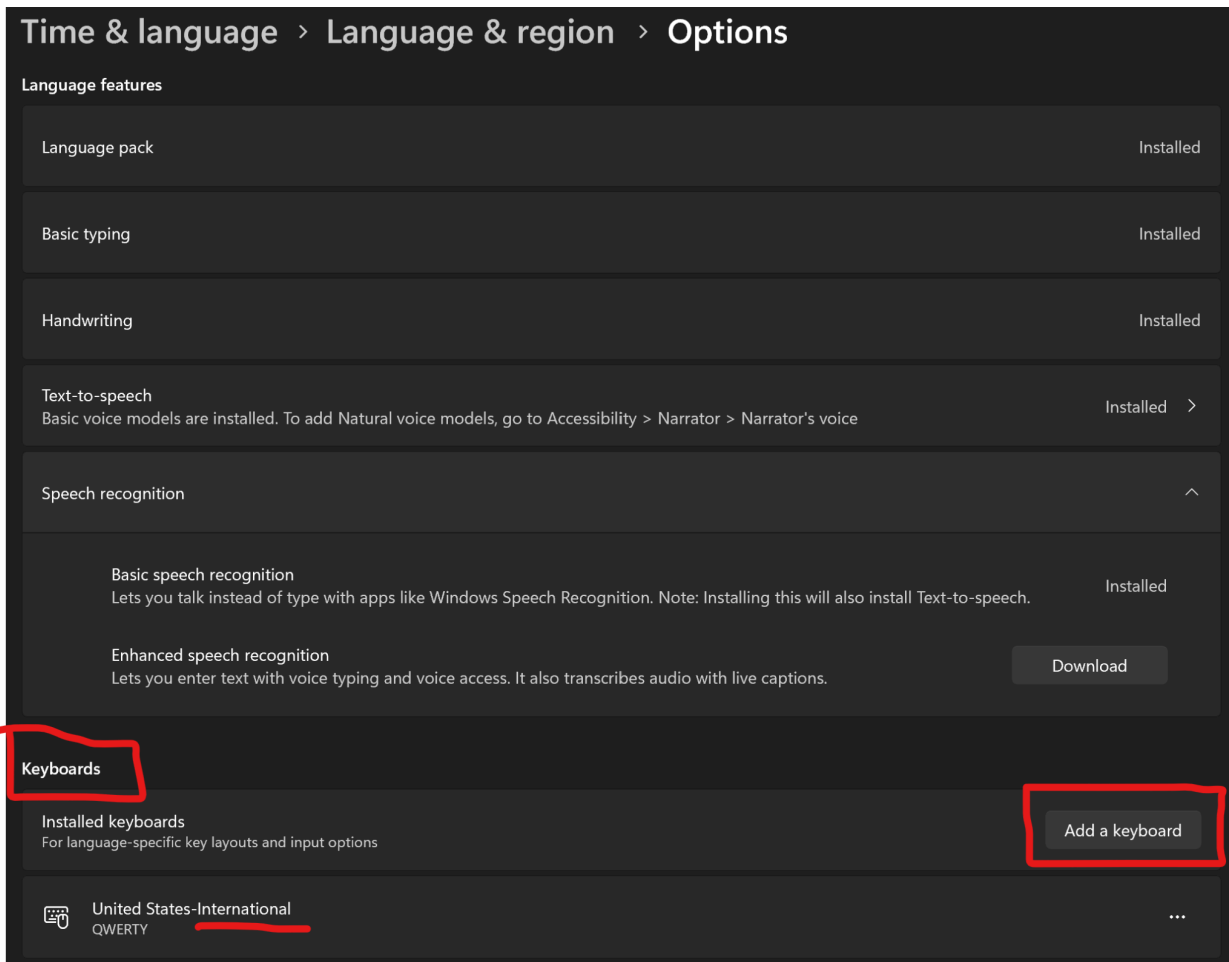 Time & language > Language & region > Options
Language features
Language pack Installed
Basic typing Installed
Handwriting Installed
Text-to-speech
Basic voice models are installed. To add Natural voice models, go to Accessibility > Narrator > Narrator's voice
Installed
Speech recognition
Basic speech recognition
Lets you talk instead of type with apps like Windows Speech Recognition. Note: Installing this will also install Text-to-speech.
Installed
Enhanced speech recognition
Lets you enter text with voice typing and voice access. It also transcribes audio with live captions.
Download
Keyboards
Installed keyboards
For language-specific key layouts and input options
Add a keyboard
United States-International
QWERTY